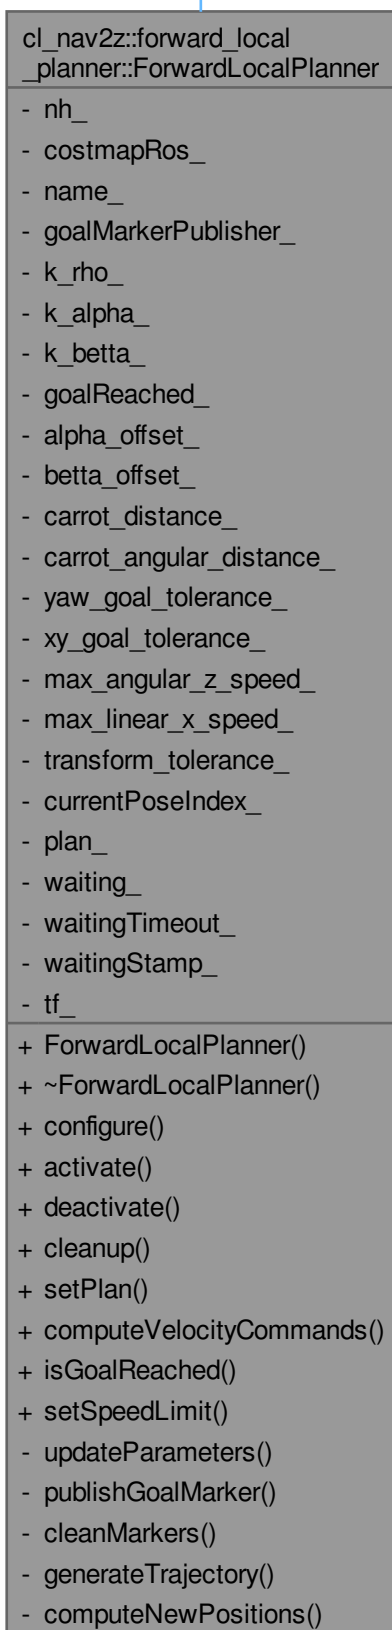 cl_nav2z::forward_local
_planner::ForwardLocalPlanner
- nh_
- costmapRos_
- name_
- goalMarkerPublisher_
- k_rho_
- k_alpha_
- k_betta_
- goalReached_
- alpha_offset_
- betta_offset_
- carrot_distance_
- carrot_angular_distance_
- yaw_goal_tolerance_
- xy_goal_tolerance_
- max_angular_z_speed_
- max_linear_x_speed_
- transform_tolerance_
- currentPoseIndex_
- plan_
- waiting_
- waitingTimeout_
- waitingStamp_
- tf_
+ ForwardLocalPlanner()
+ ~ForwardLocalPlanner()
+ configure()
+ activate()
+ deactivate()
+ cleanup()
+ setPlan()
+ computeVelocityCommands()
+ isGoalReached()
+ setSpeedLimit()
- updateParameters()
- publishGoalMarker()
- cleanMarkers()
- generateTrajectory()
- computeNewPositions()